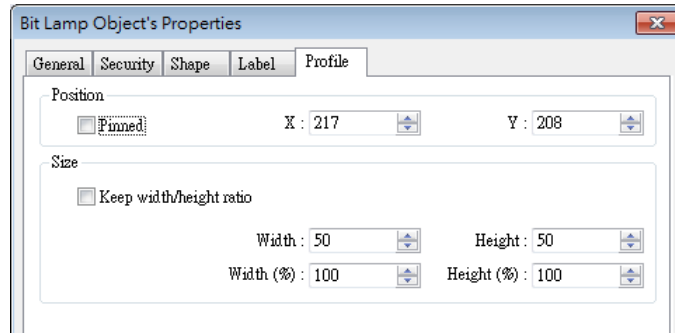 Bit Lamp Object's Properties
General Security Shape Label Profile
Position
Pinned X : 217 Y : 208
Size
Keep width/height ratio
Width : 50 Height : 50
Width (%) : 100 Height (%) : 100